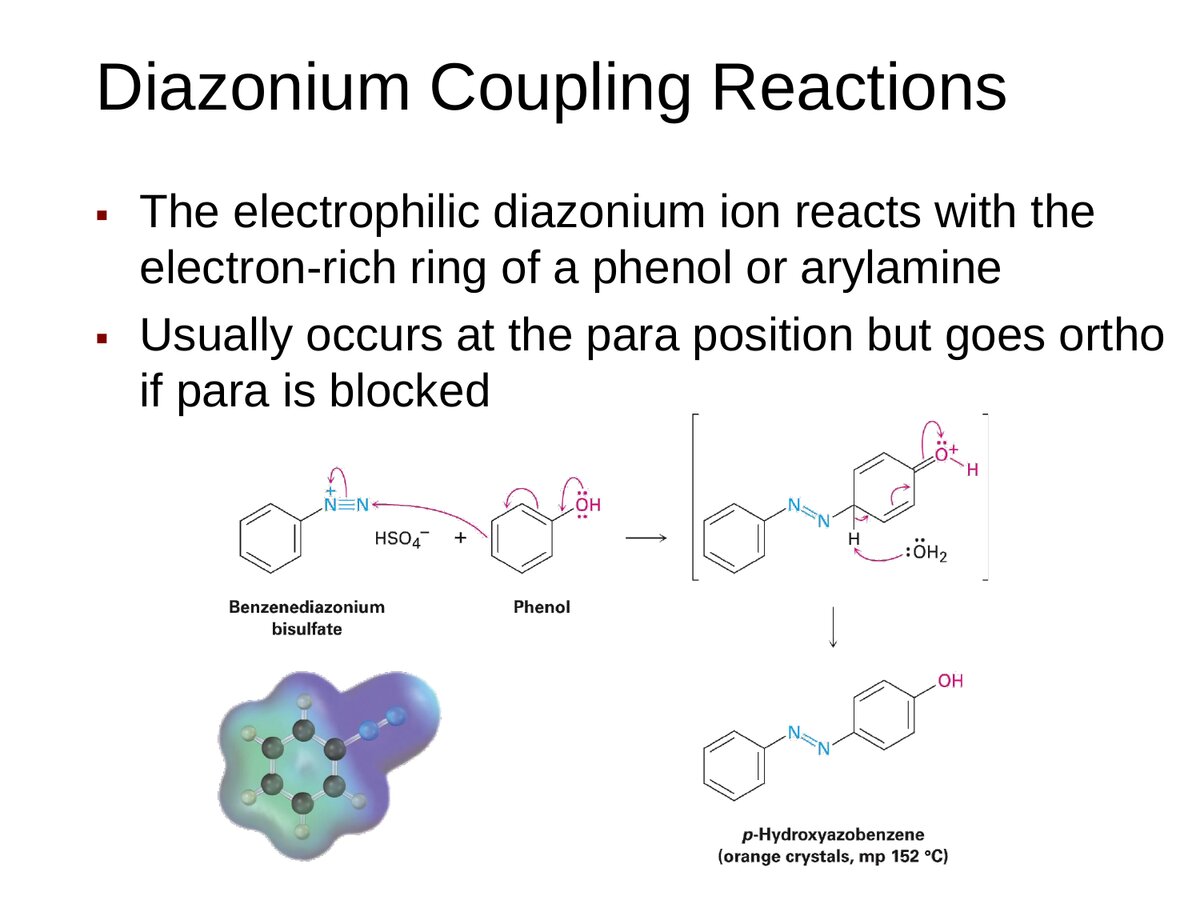 Diazonium Coupling Reactions
▪ The electrophilic diazonium ion reacts with the
electron-rich ring of a phenol or arylamine
▪ Usually occurs at the para position but goes ortho
if para is blocked
N⁺≡N
HSO₄⁻
+
ÖH
N
N
H
O⁺
H
:ÖH₂
Benzenediazonium
bisulfate
Phenol
OH
N
N
p-Hydroxyazobenzene
(orange crystals, mp 152 °C)